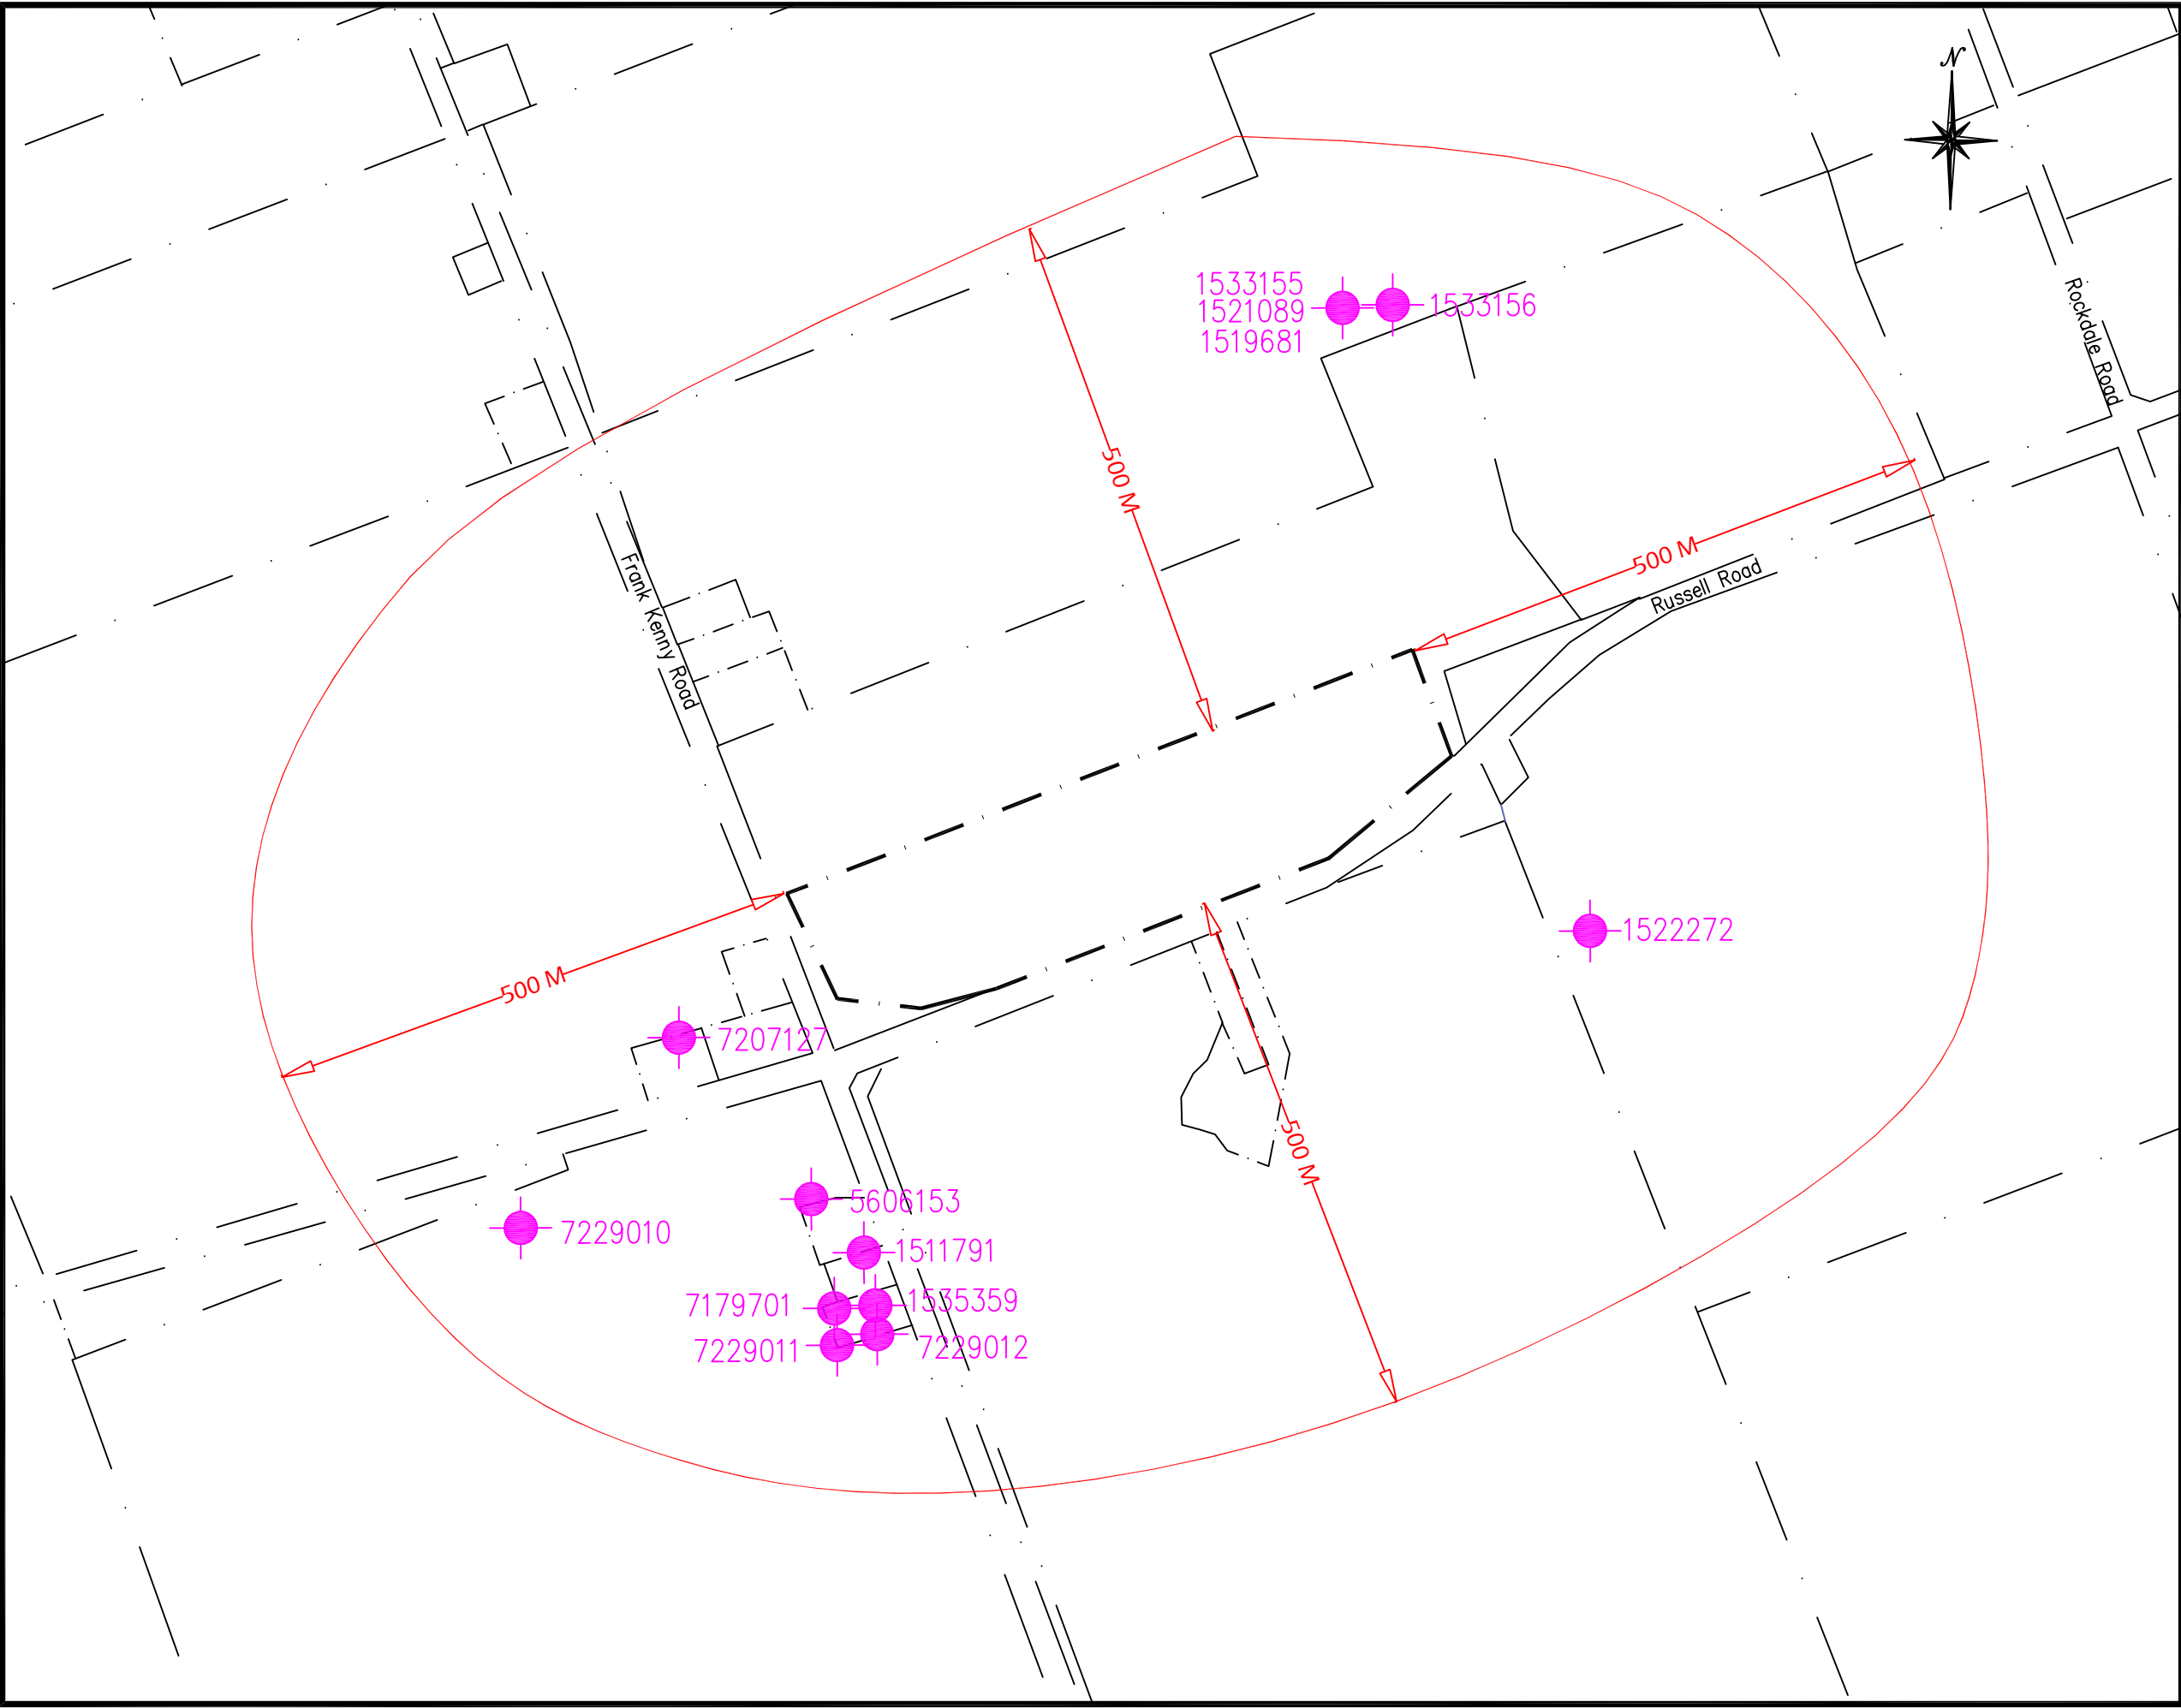 N
1533155
1521089
1519681
1533156
Rockdale Road
500 M
500 M
Russell Road
Frank Kenny Road
1522272
500 M
7207127
500 M
5606153
7229010
1511791
7179701
1535359
7229011
7229012